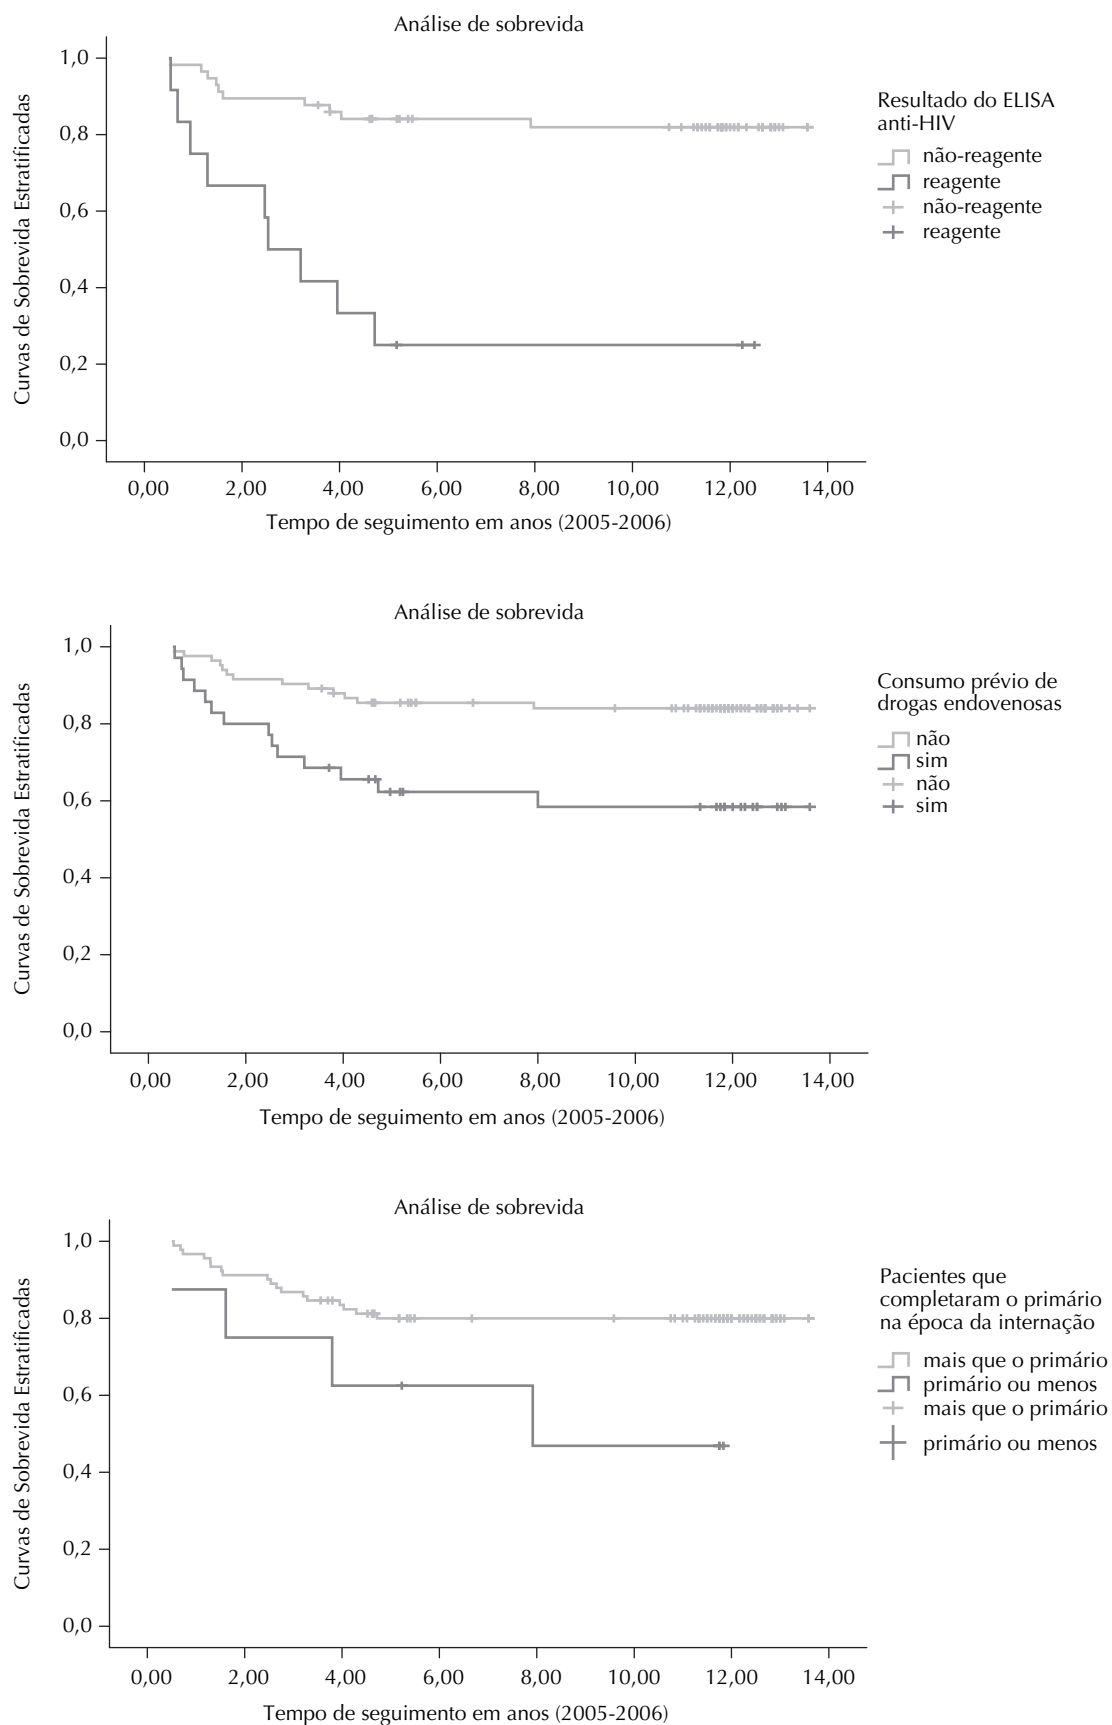 Análise de sobrevida
Curvas de Sobrevida Estratificadas
1,0
0,8
0,6
0,4
0,2
0,0
0,00 2,00 4,00 6,00 8,00 10,00 12,00 14,00
Tempo de seguimento em anos (2005-2006)
Resultado do ELISA
anti-HIV
não-reagente
reagente
não-reagente
reagente
Análise de sobrevida
Curvas de Sobrevida Estratificadas
1,0
0,8
0,6
0,4
0,2
0,0
0,00 2,00 4,00 6,00 8,00 10,00 12,00 14,00
Tempo de seguimento em anos (2005-2006)
Consumo prévio de
drogas endovenosas
não
sim
não
sim
Análise de sobrevida
Curvas de Sobrevida Estratificadas
1,0
0,8
0,6
0,4
0,2
0,0
0,00 2,00 4,00 6,00 8,00 10,00 12,00 14,00
Tempo de seguimento em anos (2005-2006)
Pacientes que
completaram o primário
na época da internação
mais que o primário
primário ou menos
mais que o primário
primário ou menos